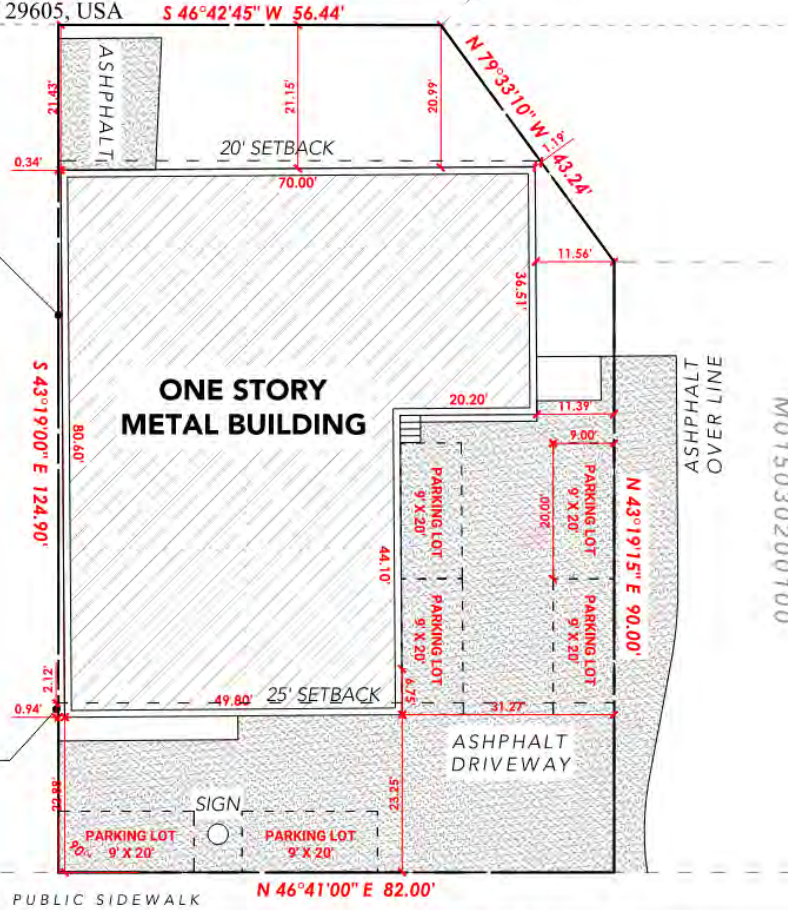 29605, USA
S 46°42'45" W 56.44'
N 79°33'10" W 43.24'
21.43'
ASHPHALT
21.15'
20.99'
1.19'
20' SETBACK
0.34'
70.00'
11.56'
36.51'
S 43°19'00" E 124.90'
80.60'
ONE STORY
METAL BUILDING
20.20'
11.39'
9.00'
ASHPHALT
OVER LINE
M015030200100
PARKING LOT
9' X 20'
20.00'
PARKING LOT
9' X 20'
N 43°19'15" E 90.00'
44.10'
PARKING LOT
9' X 20'
PARKING LOT
9' X 20'
2.12'
0.94'
49.80'
25' SETBACK
6.75'
31.27'
ASHPHALT
DRIVEWAY
22.88'
23.25'
SIGN
PARKING LOT
9' X 20'
PARKING LOT
9' X 20'
90°
N 46°41'00" E 82.00'
PUBLIC SIDEWALK